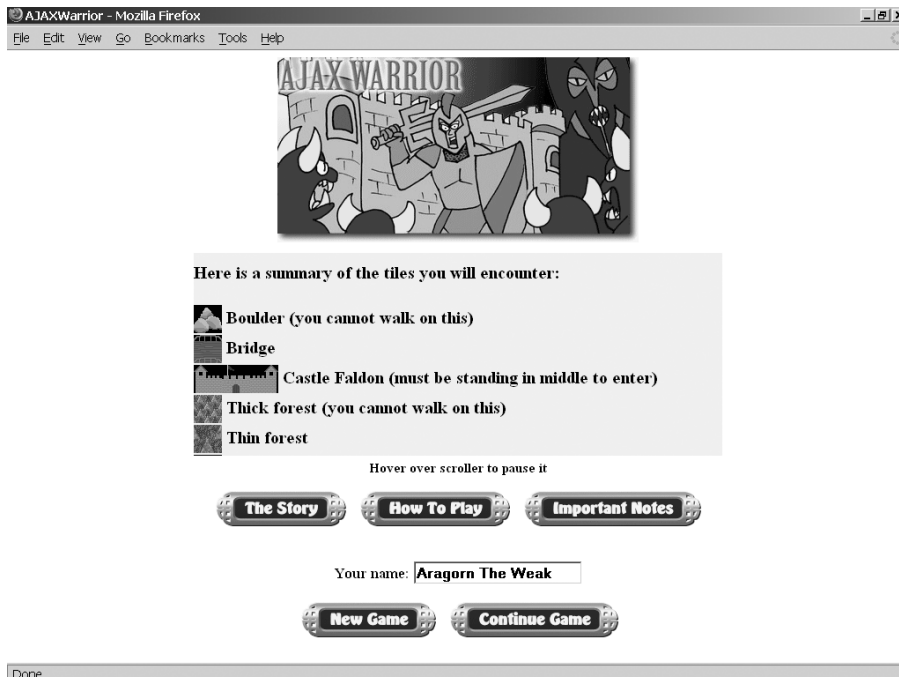 AJAXWarrior - Mozilla Firefox
File Edit View Go Bookmarks Tools Help
AJAX WARRIOR
Here is a summary of the tiles you will encounter:
Boulder (you cannot walk on this)
Bridge
Castle Faldon (must be standing in middle to enter)
Thick forest (you cannot walk on this)
Thin forest
Hover over scroller to pause it
The Story How To Play Important Notes
Your name: Aragorn The Weak
New Game Continue Game
Done